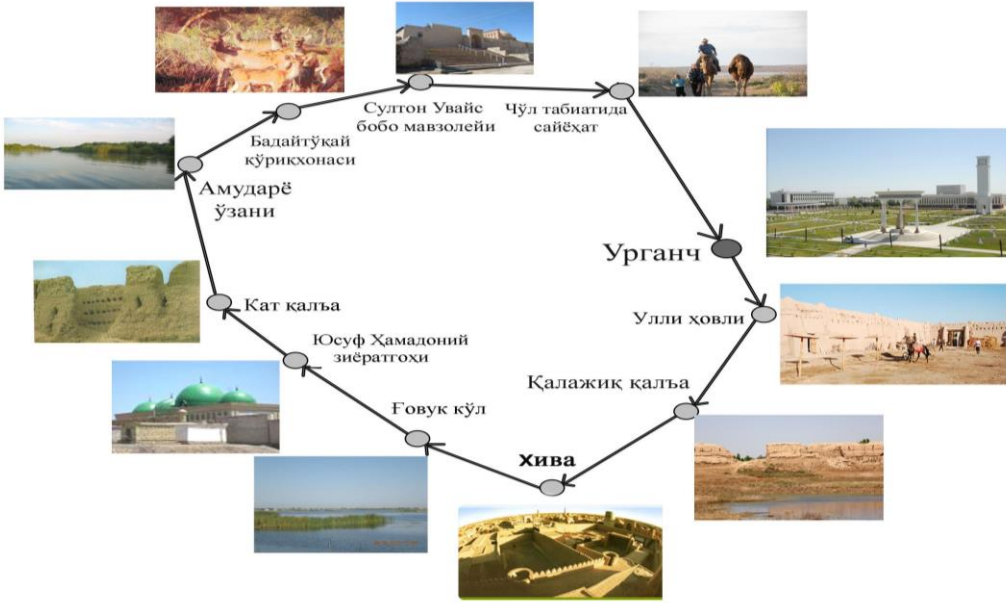 Султон Увайс
бобо мавзолейи
Чўл табиатида
сайёҳат
Бадайтўқай
қўриқхонаси
Амударё
ўзани
Урганч
Кат қалъа
Улли ҳовли
Юсуф Ҳамадоний
зиёратгоҳи
Қалажиқ қалъа
Ғовук кўл
Хива